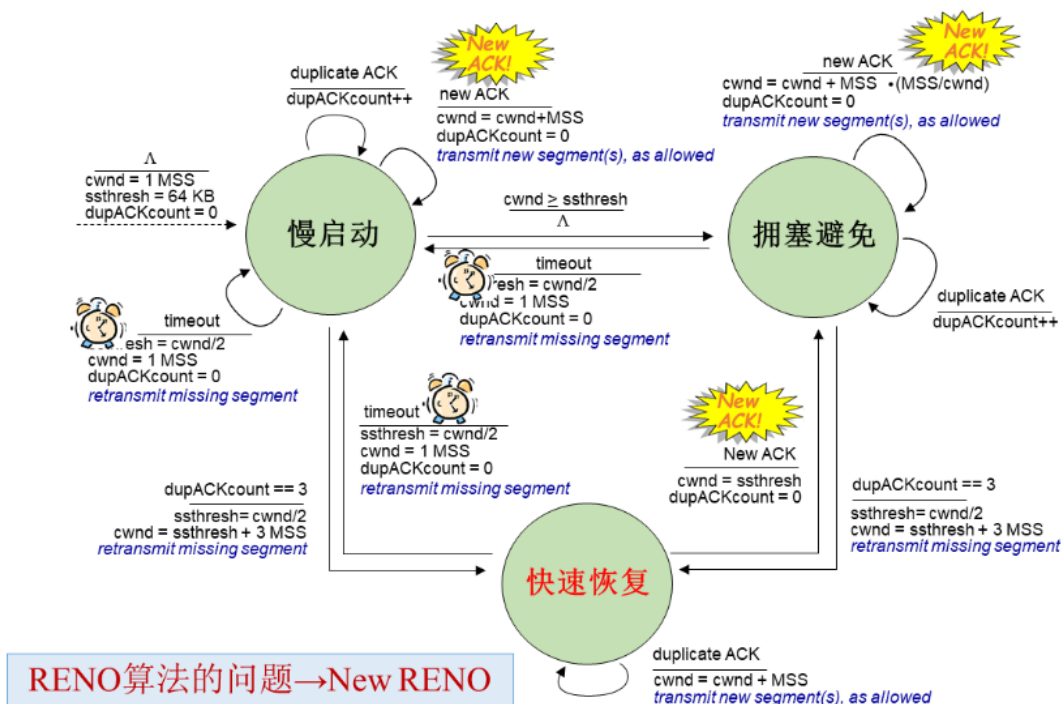 New
ACK!
duplicate ACK
dupACKcount++
new ACK
cwnd = cwnd+MSS
dupACKcount = 0
transmit new segment(s), as allowed
New
ACK!
new ACK
cwnd = cwnd + MSS •(MSS/cwnd)
dupACKcount = 0
transmit new segment(s), as allowed
Λ
cwnd = 1 MSS
ssthresh = 64 KB
dupACKcount = 0
慢启动
cwnd ≥ ssthresh
Λ
拥塞避免
timeout
resh = cwnd/2
cwnd = 1 MSS
dupACKcount = 0
retransmit missing segment
duplicate ACK
dupACKcount++
timeout
resh = cwnd/2
cwnd = 1 MSS
dupACKcount = 0
retransmit missing segment
timeout
ssthresh = cwnd/2
cwnd = 1 MSS
dupACKcount = 0
retransmit missing segment
New
ACK!
New ACK
cwnd = ssthresh
dupACKcount = 0
dupACKcount == 3
ssthresh= cwnd/2
cwnd = ssthresh + 3 MSS
retransmit missing segment
dupACKcount == 3
ssthresh= cwnd/2
cwnd = ssthresh + 3 MSS
retransmit missing segment
快速恢复
duplicate ACK
cwnd = cwnd + MSS
transmit new segment(s), as allowed
RENO算法的问题→New RENO